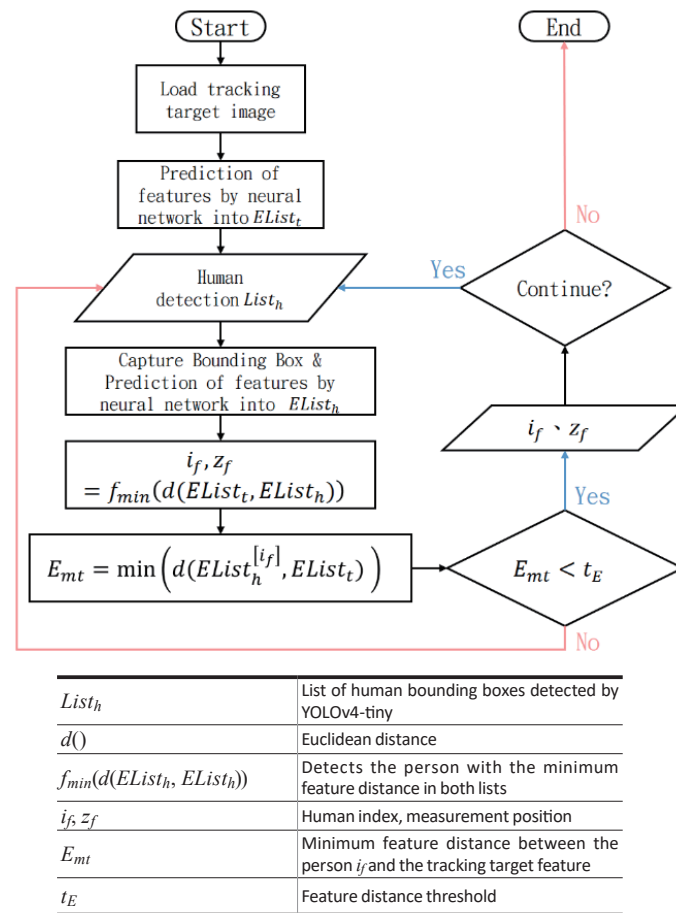 Start
Load tracking
target image
Prediction of
features by neural
network into EList_t
Human
detection List_h
Capture Bounding Box &
Prediction of features by
neural network into EList_h
i_f, z_f
= f_min(d(EList_t, EList_h))
E_mt = min(d(EList_h^[i_f], EList_t))
E_mt < t_E
No
Yes
i_f、z_f
Continue?
Yes
No
End
List_h
List of human bounding boxes detected by
YOLOv4-tiny
d()
Euclidean distance
f_min(d(EList_h, EList_h))
Detects the person with the minimum
feature distance in both lists
i_f, z_f
Human index, measurement position
E_mt
Minimum feature distance between the
person i_f and the tracking target feature
t_E
Feature distance threshold